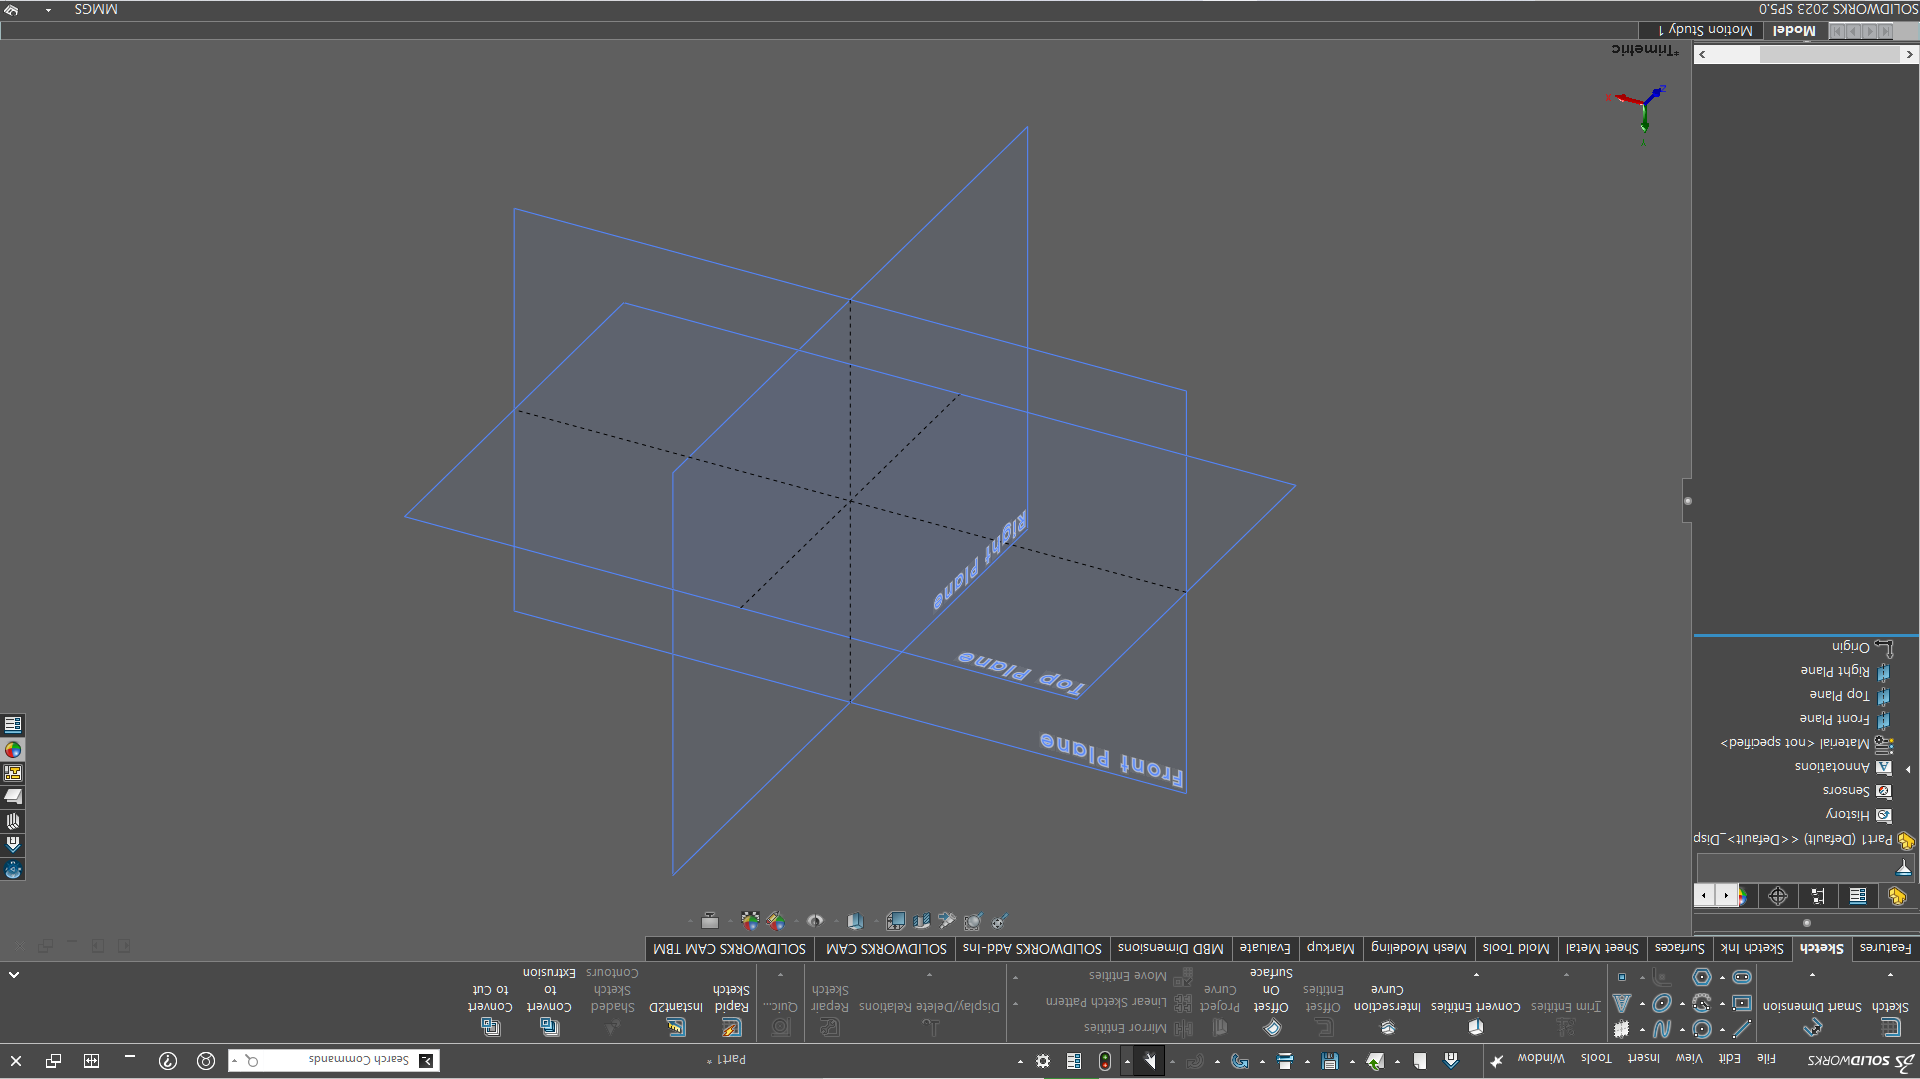 SOLIDWORKS File Edit View Insert Tools Window Part1 * Search Commands
Sketch Smart Dimension Trim Entities Convert Entities Intersection Curve Offset Entities Offset On Surface Project Curve Mirror Entities Linear Sketch Pattern Move Entities Display/Delete Relations Repair Sketch Quic... Rapid Sketch Instant2D Shaded Sketch Contours Convert to Extrusion Convert to Cut
Features Sketch Sketch Ink Surfaces Sheet Metal Mold Tools Mesh Modeling Markup Evaluate MBD Dimensions SOLIDWORKS Add-Ins SOLIDWORKS CAM SOLIDWORKS CAM TBM
Part1 (Default) <<Default>_Disp
History
Sensors
Annotations
Material <not specified>
Front Plane
Top Plane
Right Plane
Origin
Front Plane
Top Plane
Right Plane
Y
X
Z
*Trimetric
Model Motion Study 1
SOLIDWORKS 2023 SP5.0 MMGS